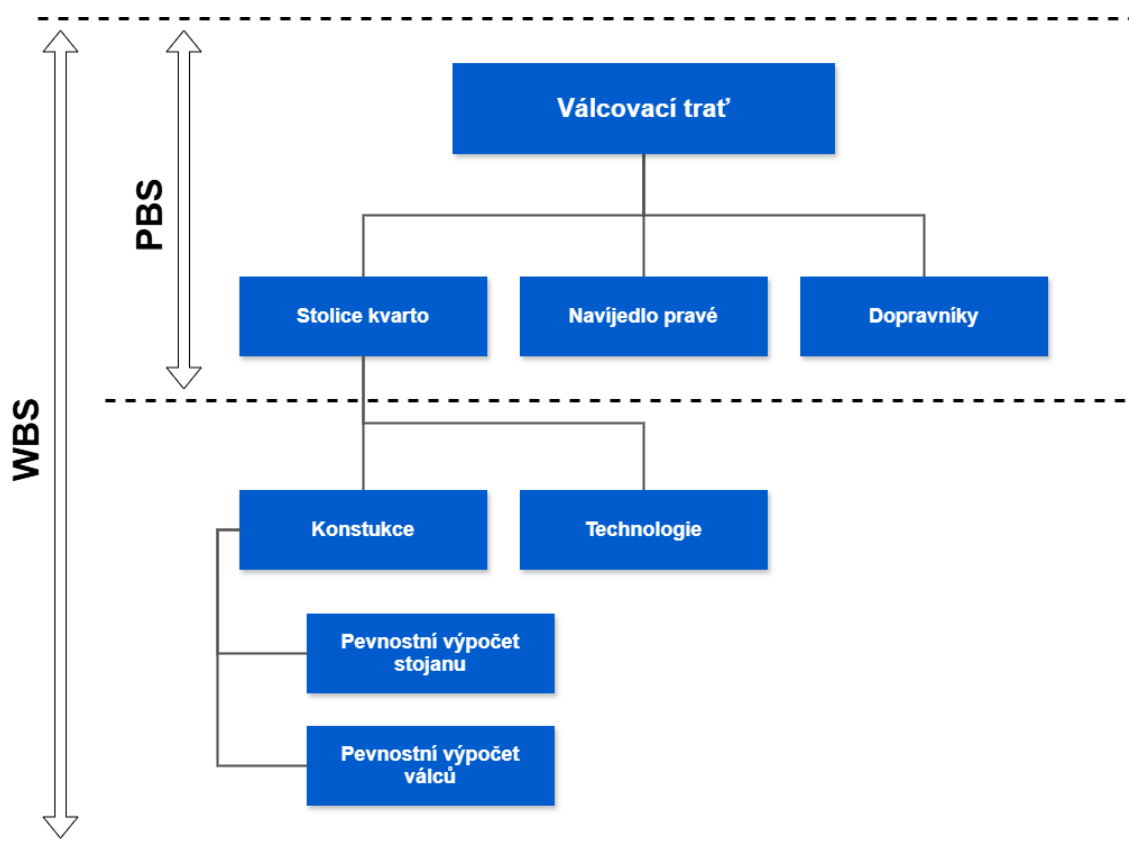 Válcovací trať
PBS
Stolice kvarto
Navíjedlo pravé
Dopravníky
WBS
Konstukce
Technologie
Pevnostní výpočet
stojanu
Pevnostní výpočet
válců